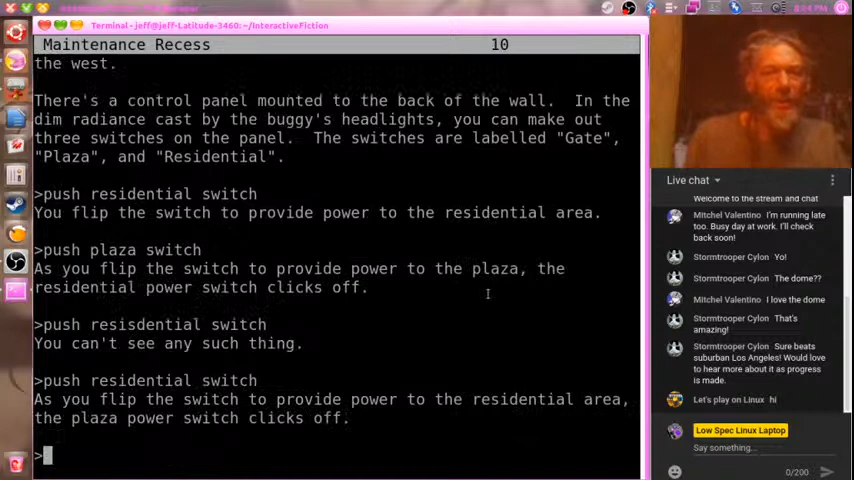 Terminal - jeff@jeff-Latitude-3460:~/InteractiveFiction
Maintenance Recess 10
the west.
There's a control panel mounted to the back of the wall. In the
dim radiance cast by the buggy's headlights, you can make out
three switches on the panel. The switches are labelled "Gate",
"Plaza", and "Residential".
>push residential switch
You flip the switch to provide power to the residential area.
>push plaza switch
As you flip the switch to provide power to the plaza, the
residential power switch clicks off.
>push resisdential switch
You can't see any such thing.
>push residential switch
As you flip the switch to provide power to the residential area,
the plaza power switch clicks off.
>
Live chat
Welcome to the stream and chat
Mitchel Valentino I'm running late
too. Busy day at work. I'll check
back soon!
Stormtrooper Cylon Yo!
Stormtrooper Cylon The dome??
Mitchel Valentino I love the dome
Stormtrooper Cylon That's
amazing!
Stormtrooper Cylon Sure beats
suburban Los Angeles! Would love
to hear more about it as progress
is made.
Let's play on Linux hi
Low Spec Linux Laptop
Say something...
0/200